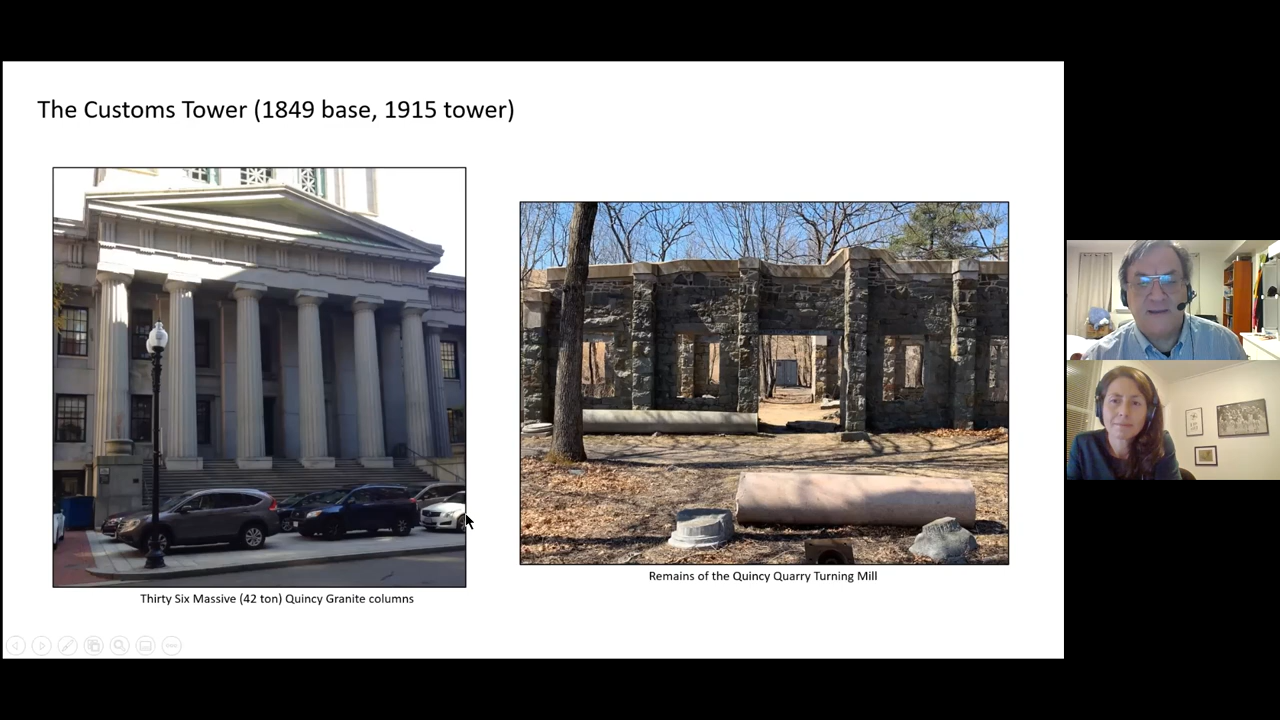 The Customs Tower (1849 base, 1915 tower)
Thirty Six Massive (42 ton) Quincy Granite columns
Remains of the Quincy Quarry Turning Mill